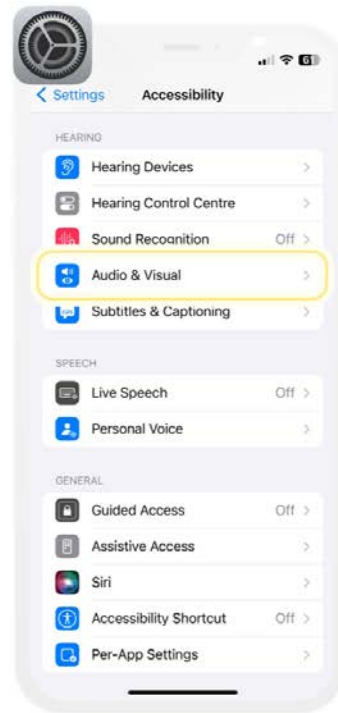 Settings Accessibility
HEARING
Hearing Devices
Hearing Control Centre
Sound Recognition Off
Audio & Visual
Subtitles & Captioning
SPEECH
Live Speech Off
Personal Voice
GENERAL
Guided Access Off
Assistive Access
Siri
Accessibility Shortcut Off
Per-App Settings